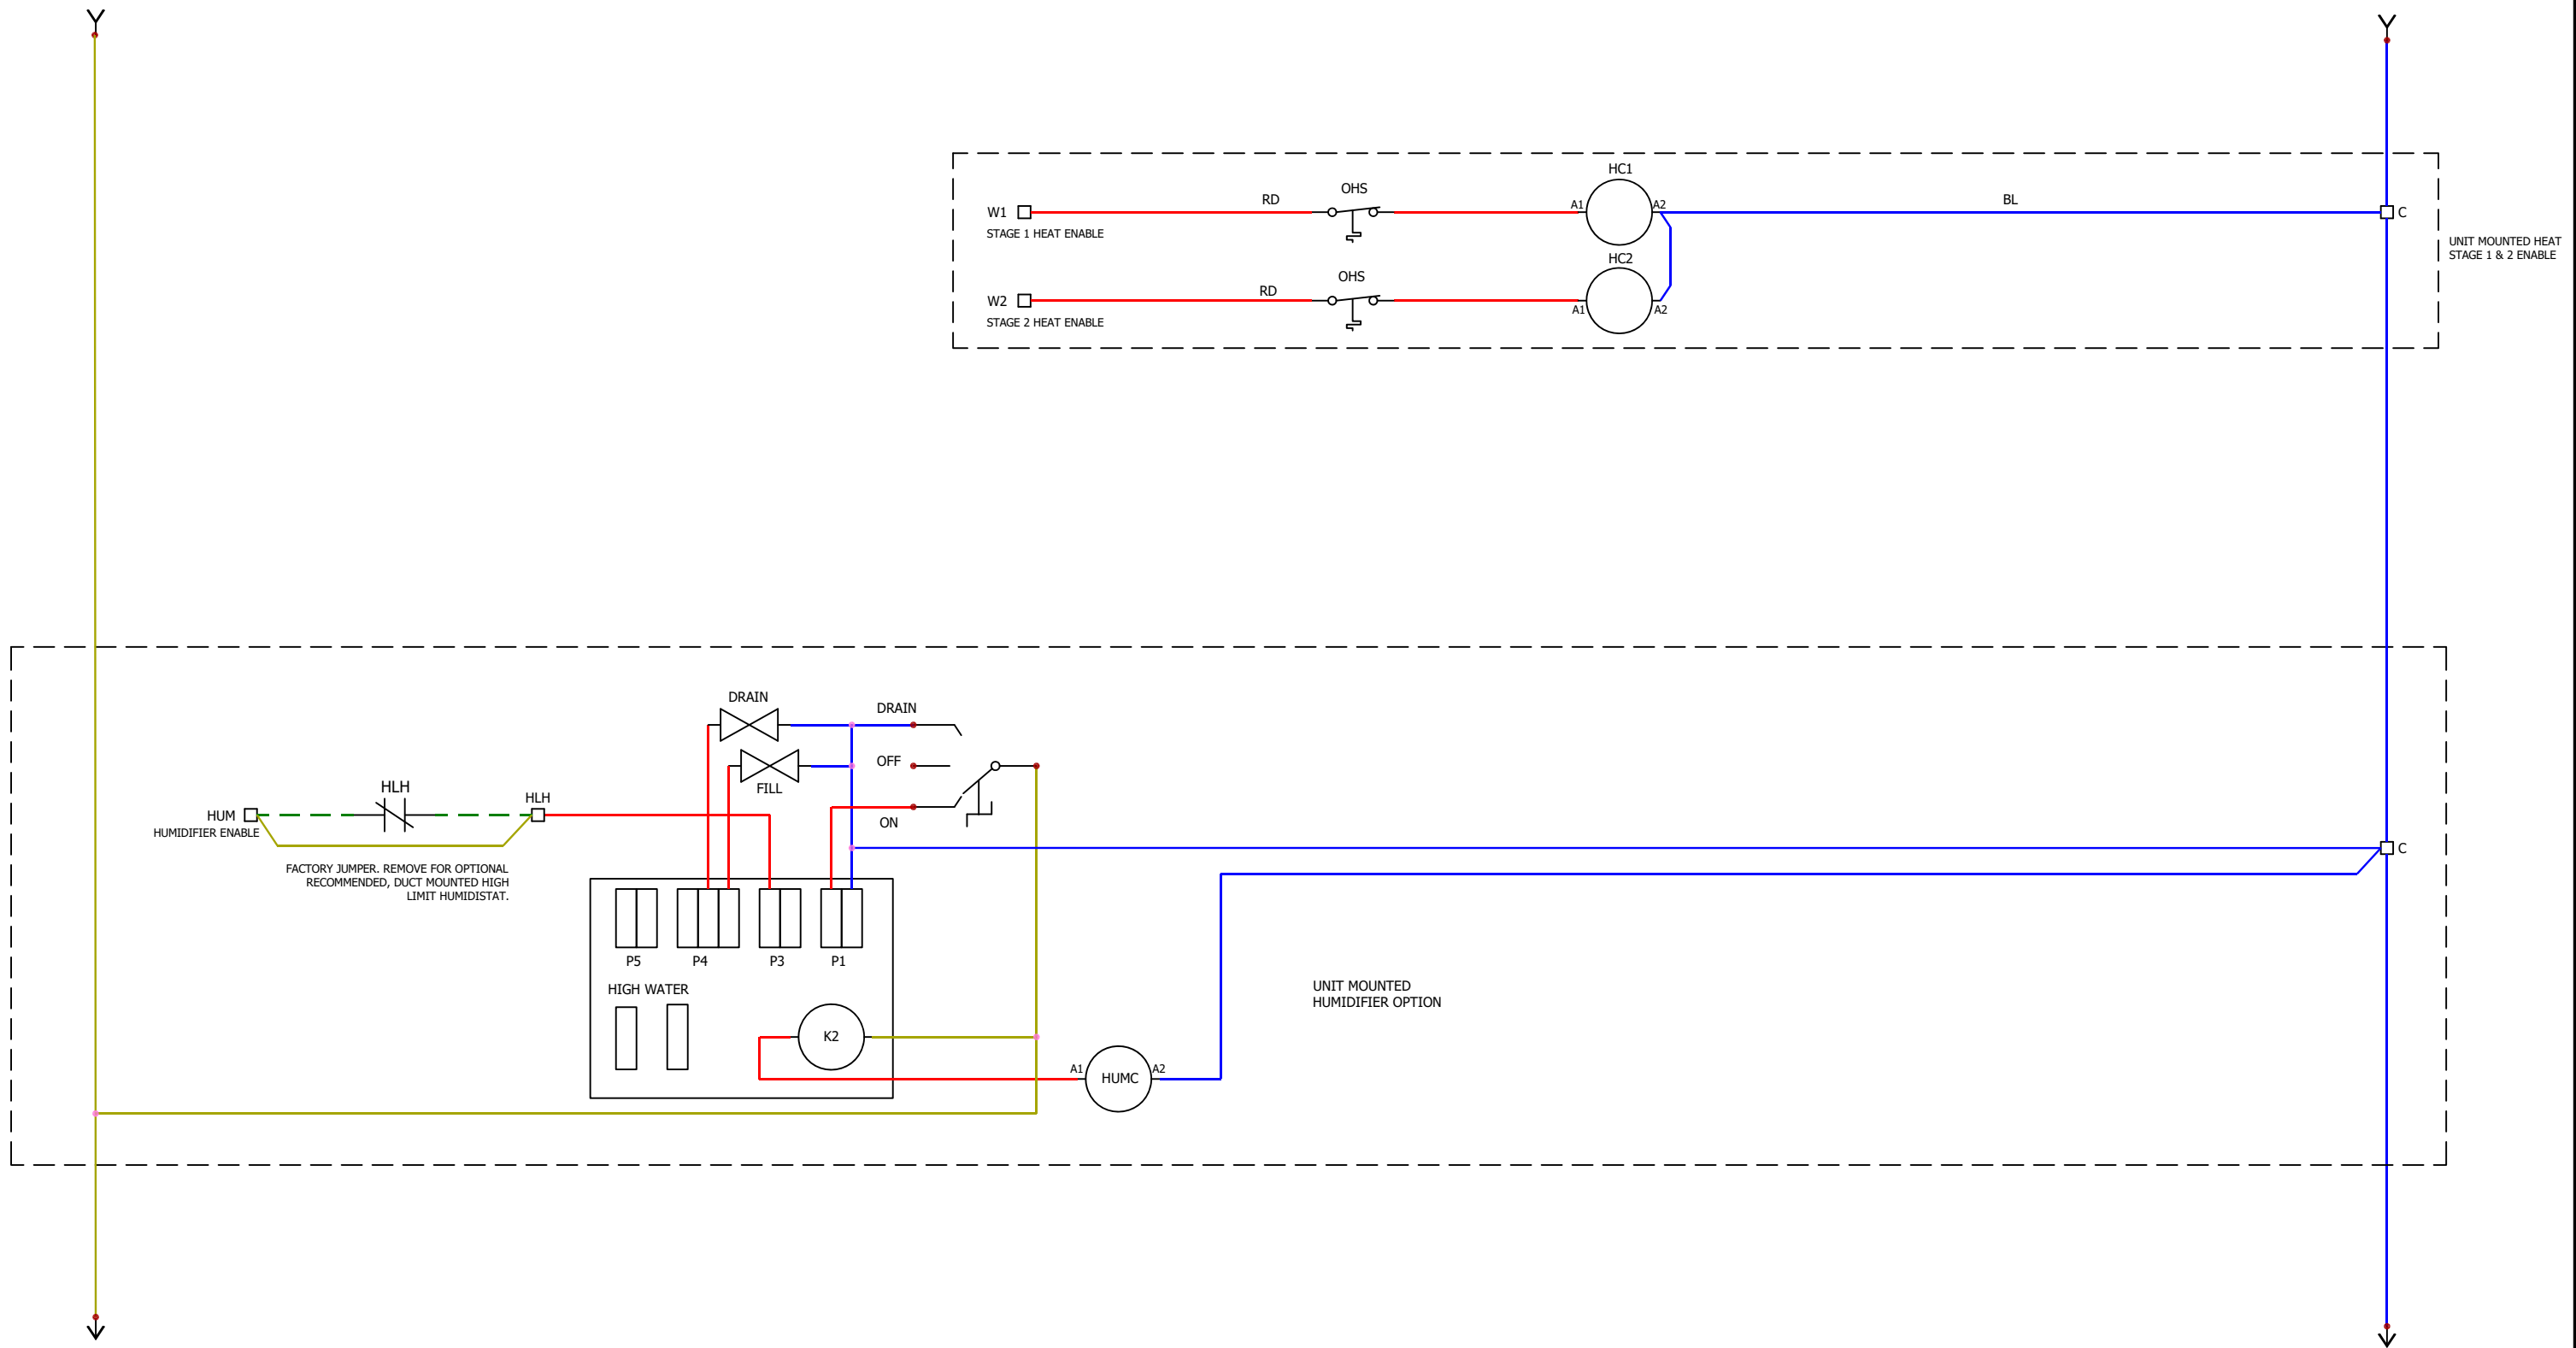 HC1
OHS
RD
A1
A2
BL
W1
C
STAGE 1 HEAT ENABLE
UNIT MOUNTED HEAT
STAGE 1 & 2 ENABLE
HC2
OHS
RD
W2
A1
A2
STAGE 2 HEAT ENABLE
DRAIN
DRAIN
OFF
FILL
HLH
HLH
HUM
HUMIDIFIER ENABLE
ON
C
FACTORY JUMPER. REMOVE FOR OPTIONAL
RECOMMENDED, DUCT MOUNTED HIGH
LIMIT HUMIDISTAT.
P5
P4
P3
P1
HIGH WATER
UNIT MOUNTED
HUMIDIFIER OPTION
K2
A1
HUMC
A2